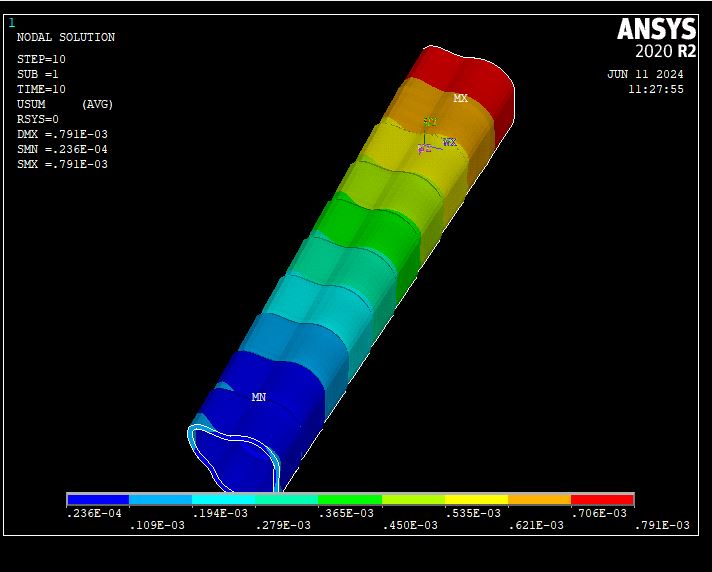 1
NODAL SOLUTION
STEP=10
SUB =1
TIME=10
USUM (AVG)
RSYS=0
DMX =.791E-03
SMN =.236E-04
SMX =.791E-03
ANSYS
2020 R2
JUN 11 2024
11:27:55
MX
WX
MN
.236E-04
.109E-03
.194E-03
.279E-03
.365E-03
.450E-03
.535E-03
.621E-03
.706E-03
.791E-03